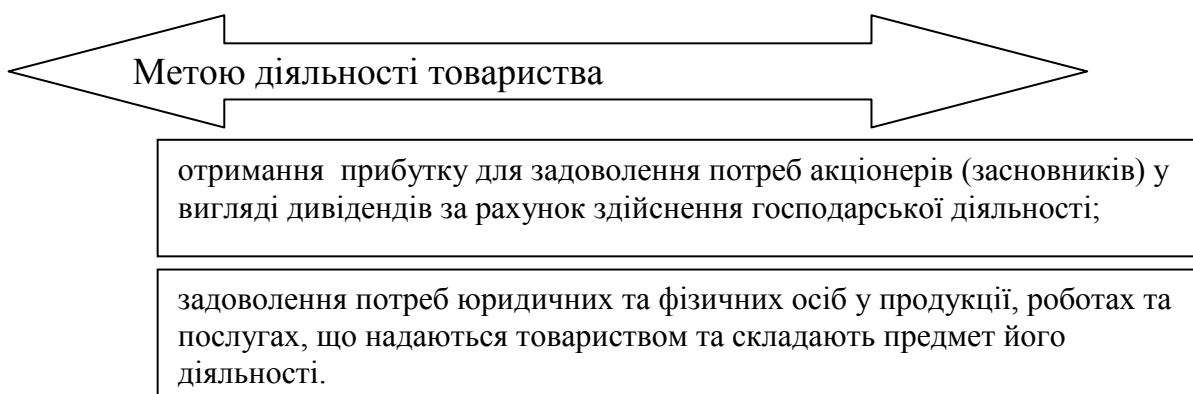 Метою діяльності товариства
отримання прибутку для задоволення потреб акціонерів (засновників) у
вигляді дивідендів за рахунок здійснення господарської діяльності;
задоволення потреб юридичних та фізичних осіб у продукції, роботах та
послугах, що надаються товариством та складають предмет його
діяльності.